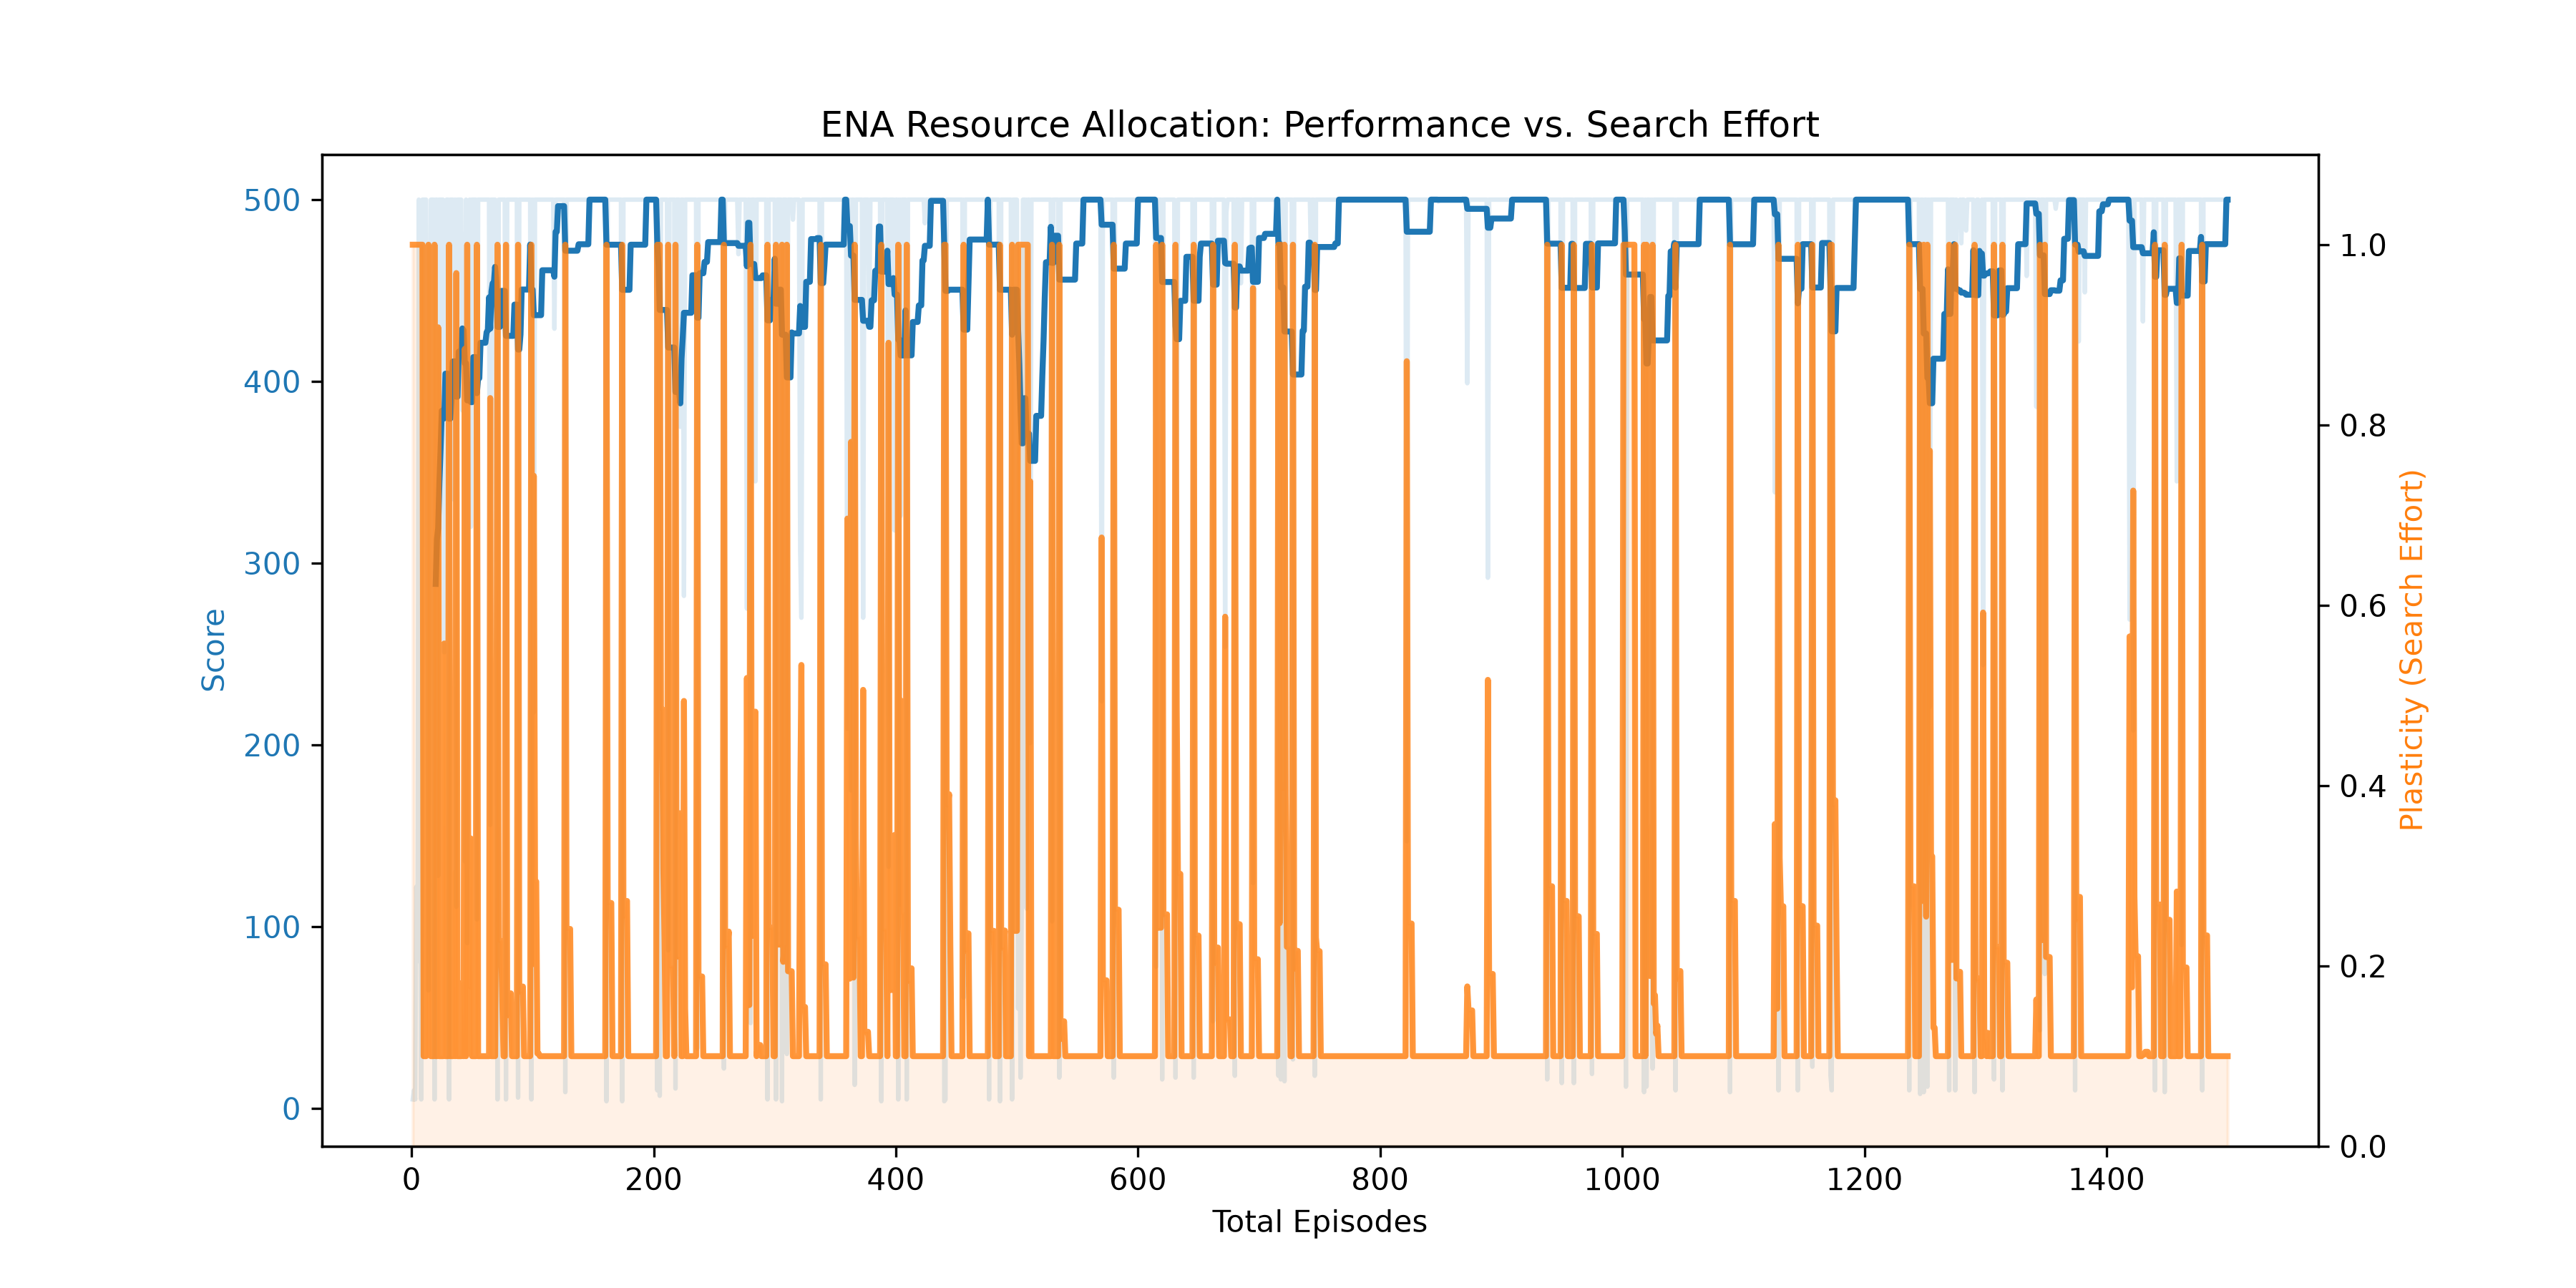 ENA Resource Allocation: Performance vs. Search Effort
500
400
300
200
100
0
Score
1.0
0.8
0.6
0.4
0.2
0.0
Plasticity (Search Effort)
0 200 400 600 800 1000 1200 1400
Total Episodes